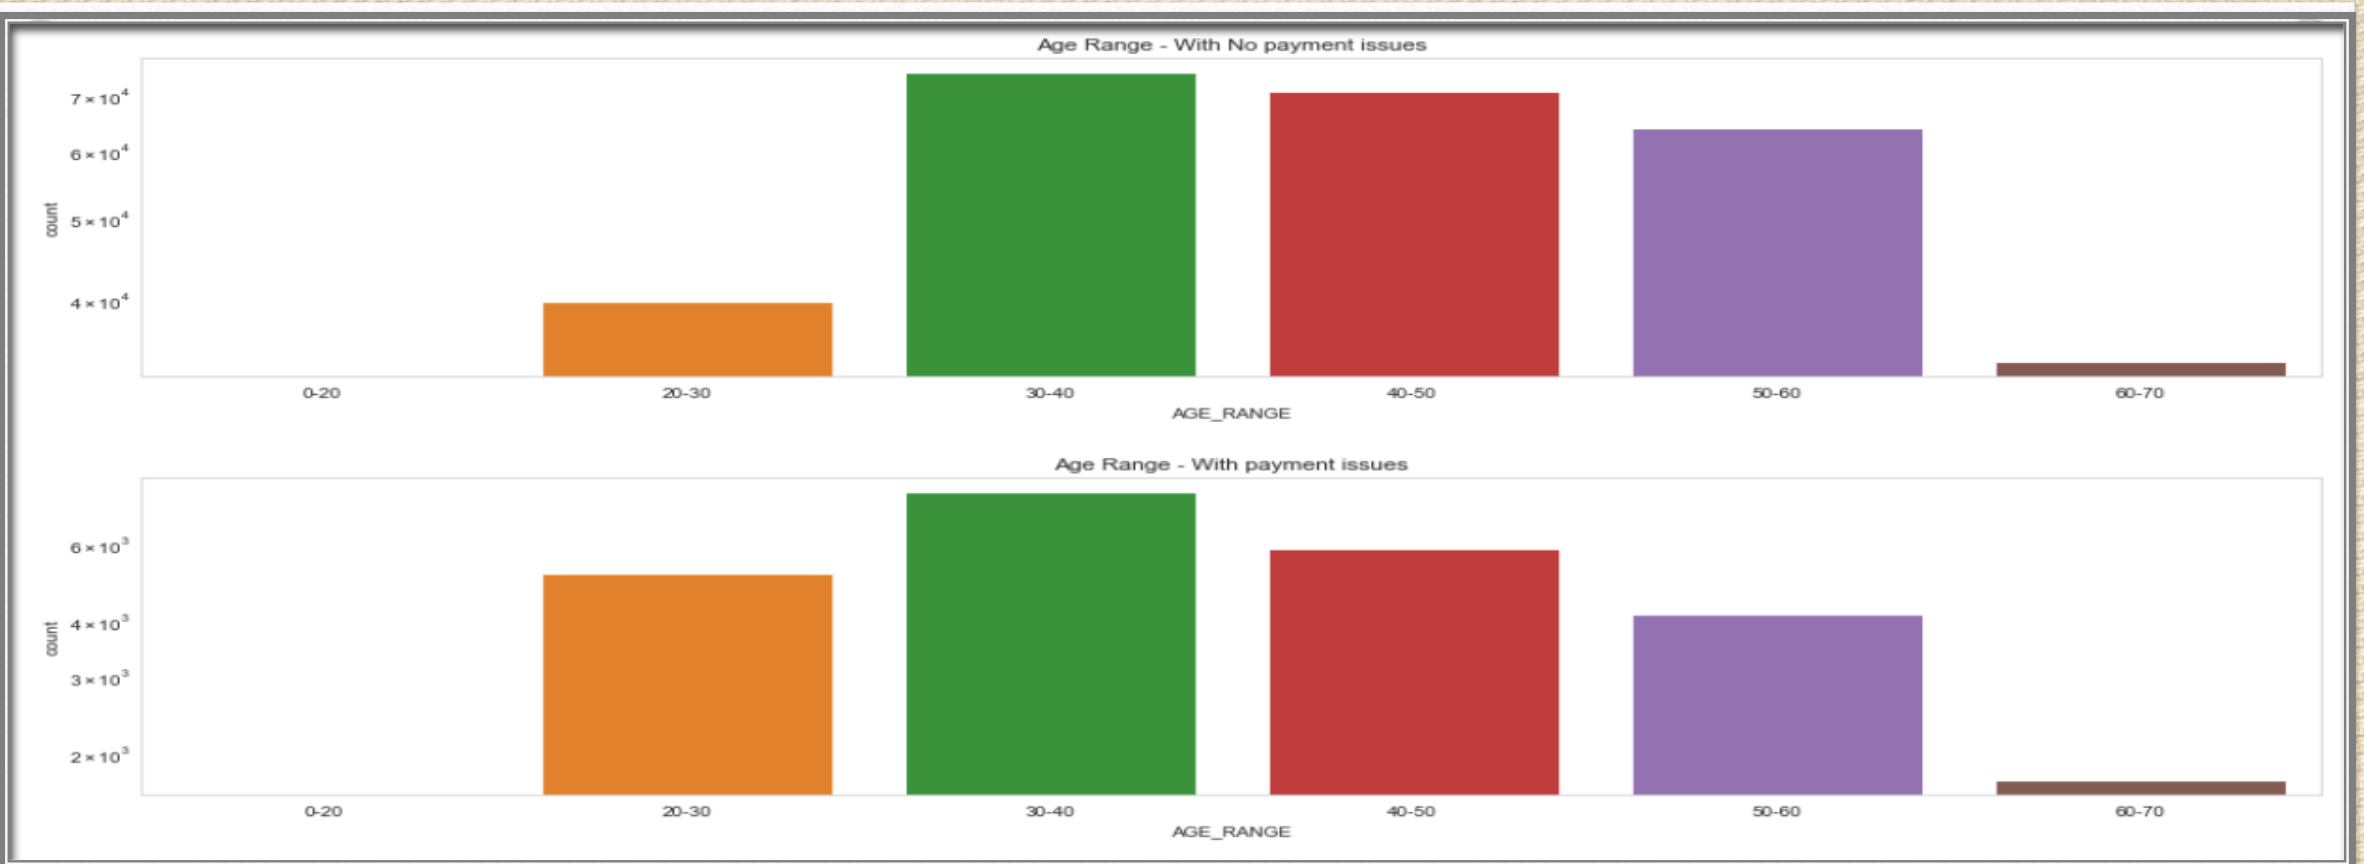 Age Range - With No payment issues
7×10⁴
6×10⁴
5×10⁴
4×10⁴
count
0-20 20-30 30-40 40-50 50-60 60-70
AGE_RANGE
Age Range - With payment issues
6×10³
4×10³
3×10³
2×10³
count
0-20 20-30 30-40 40-50 50-60 60-70
AGE_RANGE